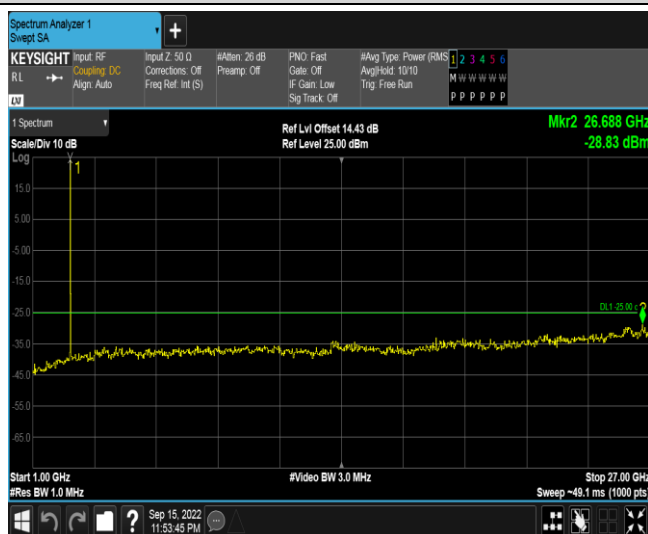 Spectrum Analyzer 1
Swept SA
+
KEYSIGHT
RL
LXI
Input: RF
Coupling: DC
Align: Auto
Input Z: 50 Ω
Corrections: Off
Freq Ref: Int (S)
#Atten: 26 dB
Preamp: Off
PNO: Fast
Gate: Off
IF Gain: Low
Sig Track: Off
#Avg Type: Power (RMS
Avg|Hold: 10/10
Trig: Free Run
1 2 3 4 5 6
M W W W W W
P P P P P P
1 Spectrum
Scale/Div 10 dB
Log
Ref Lvl Offset 14.43 dB
Ref Level 25.00 dBm
Mkr2 26.688 GHz
-28.83 dBm
1
15.0
5.00
-5.00
-15.0
-25.0
-35.0
-45.0
-55.0
-65.0
DL1 -25.00
2
Start 1.00 GHz
#Res BW 1.0 MHz
#Video BW 3.0 MHz
Stop 27.00 GHz
Sweep ~49.1 ms (1000 pts)
?
Sep 15, 2022
11:53:45 PM